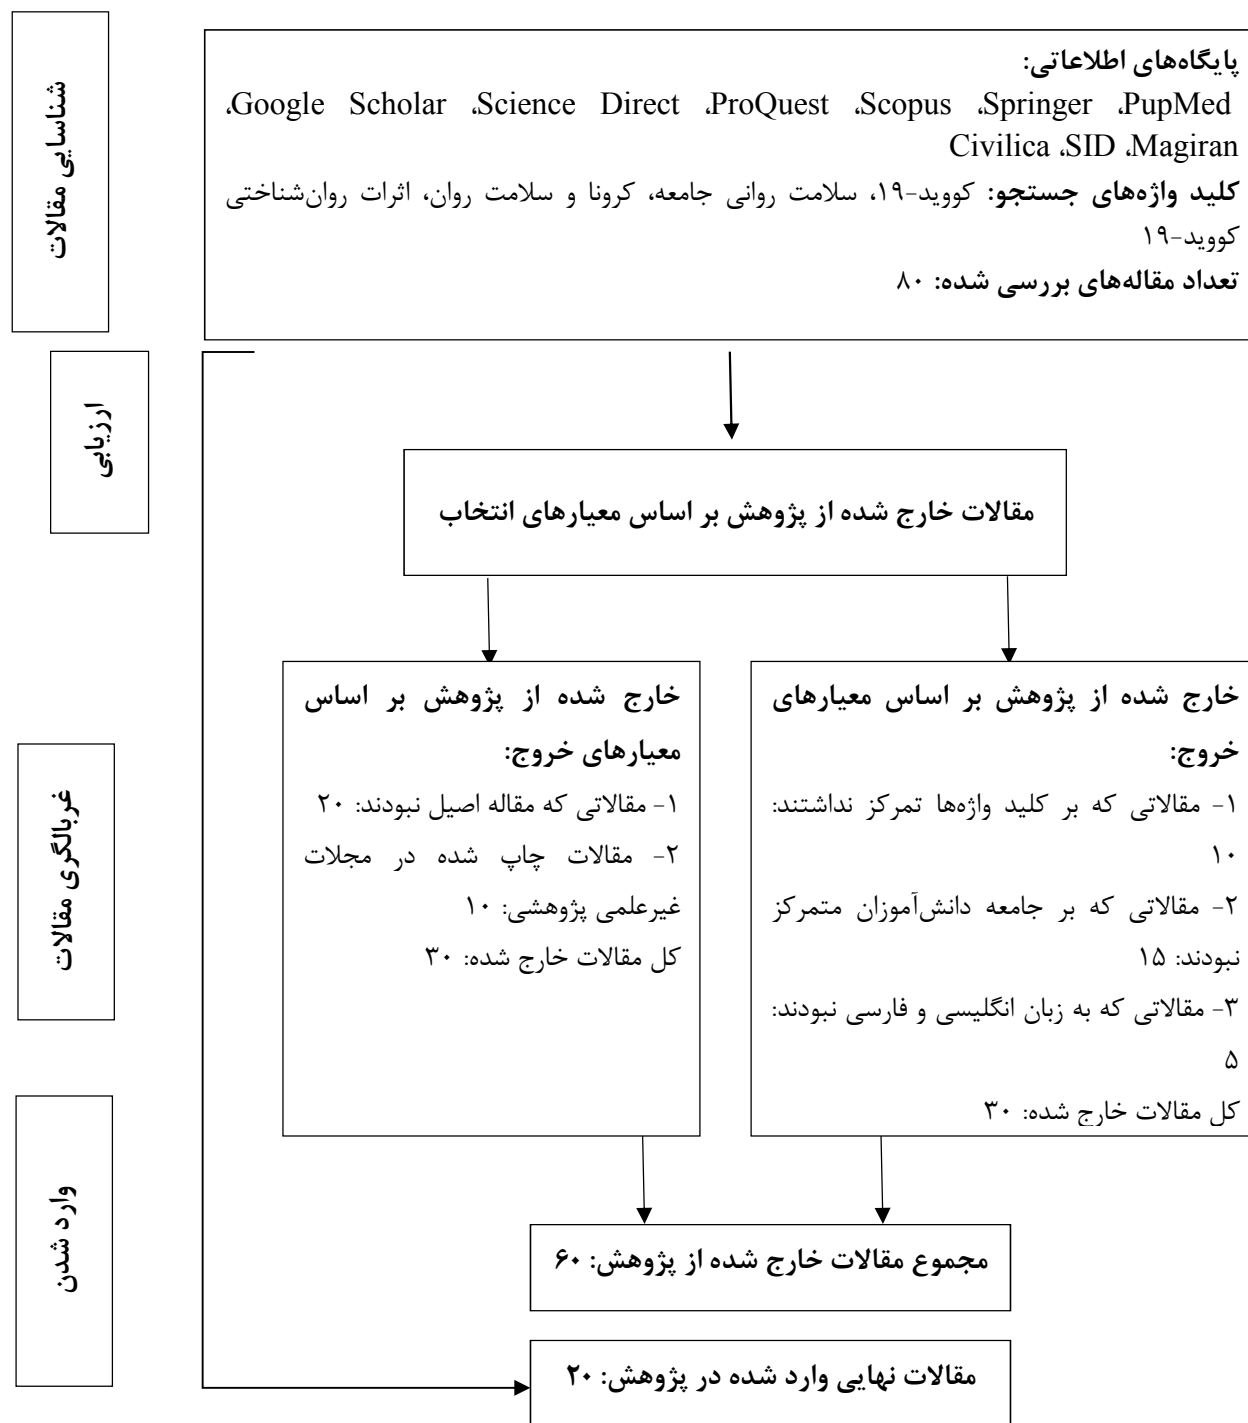 شناسایی مقالات
پایگاه‌های اطلاعاتی:
Google Scholar ،Science Direct ،ProQuest ،Scopus ،Springer ،PupMed،
Civilica ،SID ،Magiran
کلید واژه‌های جستجو: کووید-۱۹، سلامت روانی جامعه، کرونا و سلامت روان، اثرات روان‌شناختی
کووید-۱۹
تعداد مقاله‌های بررسی شده: ۸۰
ارزیابی
مقالات خارج شده از پژوهش بر اساس معیارهای انتخاب
غربالگری مقالات
خارج شده از پژوهش بر اساس معیارهای
خروج:
۱- مقالاتی که بر کلید واژه‌ها تمرکز نداشتند:
۱۰
۲- مقالاتی که بر جامعه دانش‌آموزان متمرکز
نبودند: ۱۵
۳- مقالاتی که به زبان انگلیسی و فارسی نبودند:
۵
کل مقالات خارج شده: ۳۰
خارج شده از پژوهش بر اساس
معیارهای خروج:
۱- مقالاتی که مقاله اصیل نبودند: ۲۰
۲- مقالات چاپ شده در مجلات
غیرعلمی پژوهشی: ۱۰
کل مقالات خارج شده: ۳۰
وارد شدن
مجموع مقالات خارج شده از پژوهش: ۶۰
مقالات نهایی وارد شده در پژوهش: ۲۰